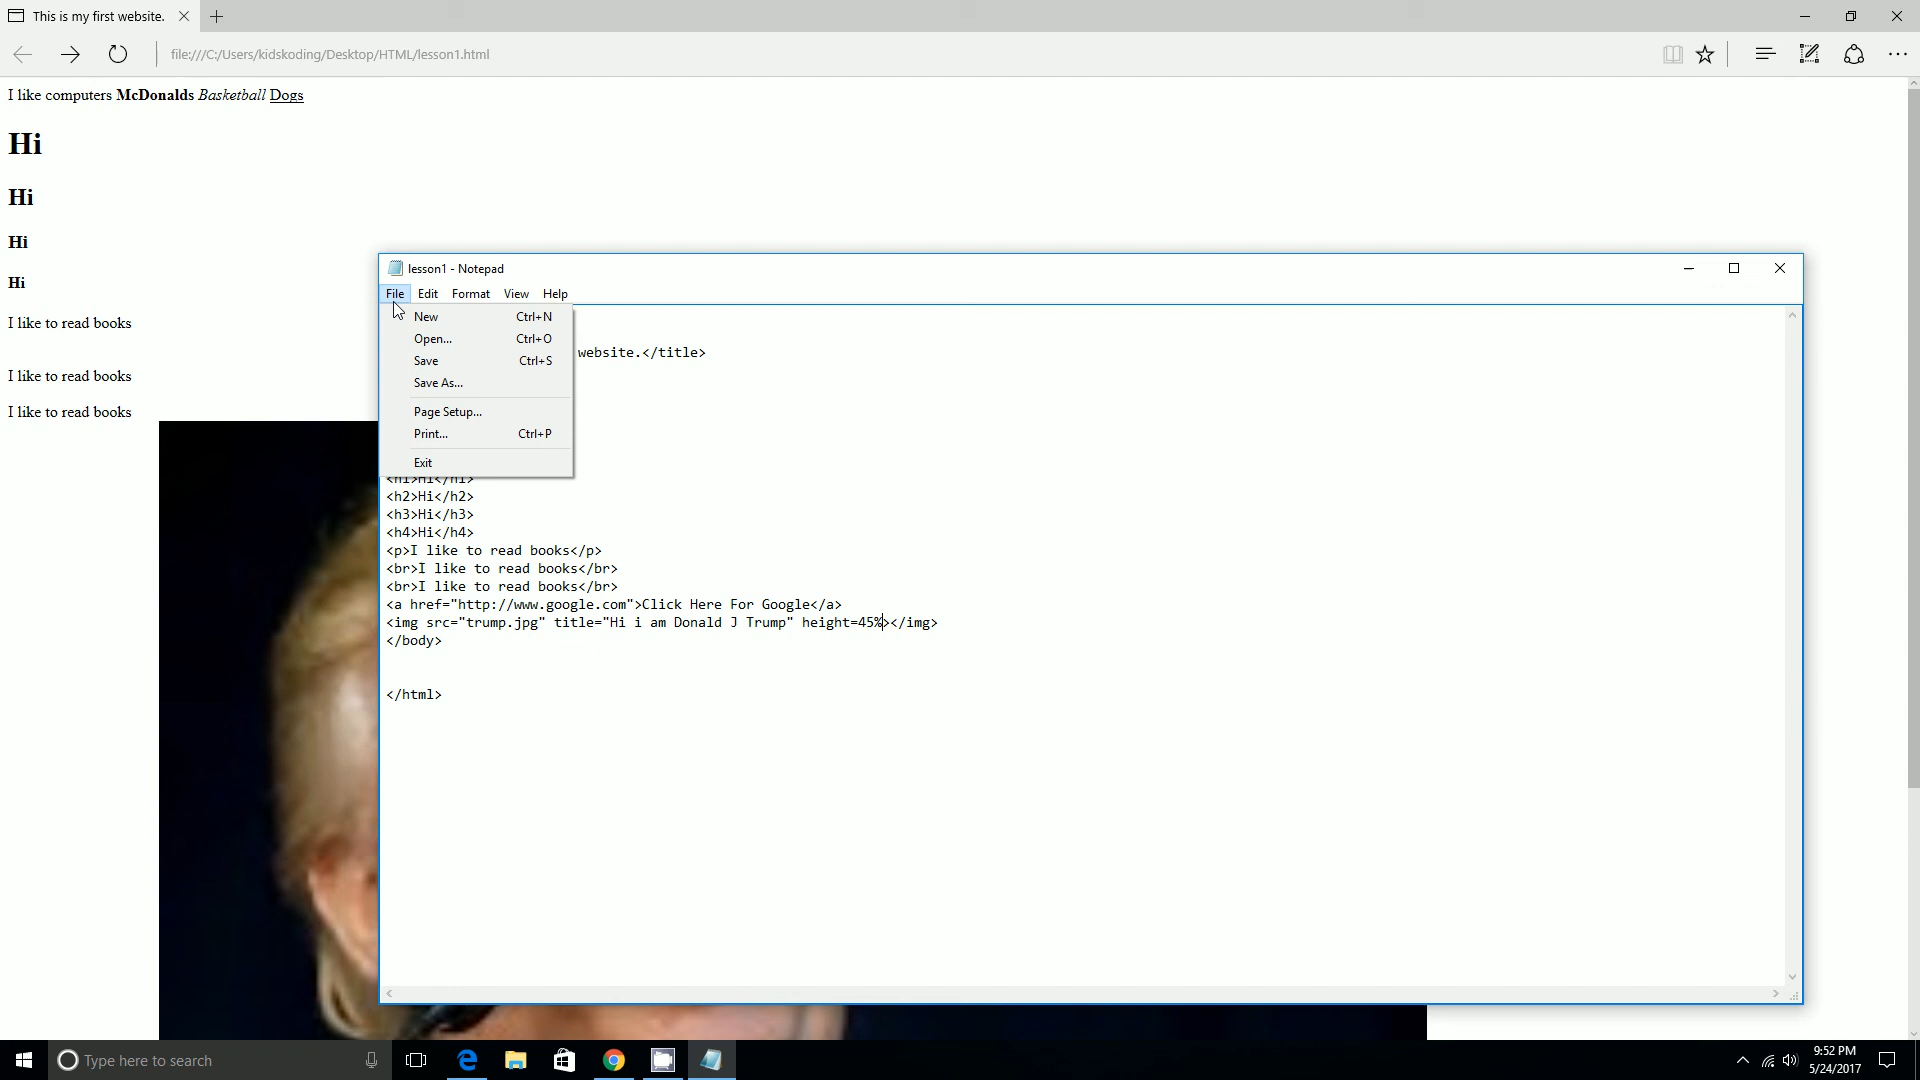 This is my first website.
file:///C:/Users/kidskoding/Desktop/HTML/lesson1.html
I like computers McDonalds Basketball Dogs
Hi
Hi
Hi
Hi
I like to read books
I like to read books
I like to read books
lesson1 - Notepad
File Edit Format View Help
New Ctrl+N
Open... Ctrl+O
Save Ctrl+S
Save As...
Page Setup...
Print... Ctrl+P
Exit
website.</title>
<h1>Hi</h1>
<h2>Hi</h2>
<h3>Hi</h3>
<h4>Hi</h4>
<p>I like to read books</p>
<br>I like to read books</br>
<br>I like to read books</br>
<a href="http://www.google.com">Click Here For Google</a>
<img src="trump.jpg" title="Hi i am Donald J Trump" height=45%></img>
</body>
</html>
Type here to search
9:52 PM
5/24/2017